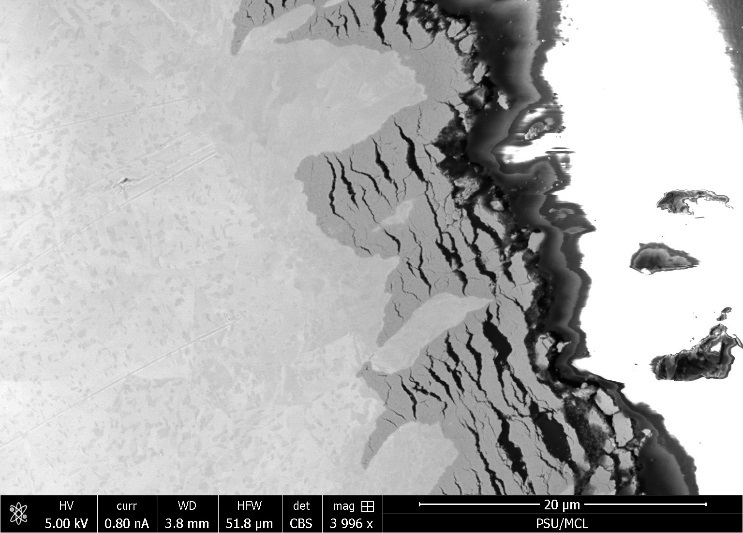 HV curr WD HFW det mag 20 µm
5.00 kV 0.80 nA 3.8 mm 51.8 µm CBS 3 996 x PSU/MCL